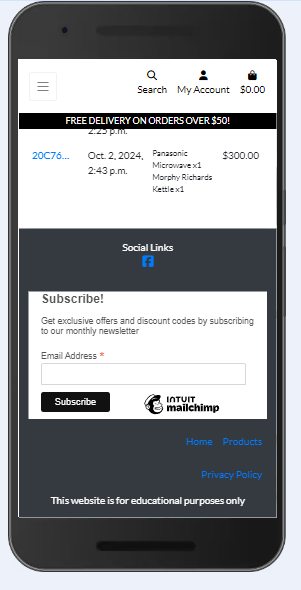 Search My Account $0.00
FREE DELIVERY ON ORDERS OVER $50!
2:25 p.m.
20C76... Oct. 2, 2024, Panasonic $300.00
2:43 p.m. Microwave x1
Morphy Richards
Kettle x1
Social Links
Subscribe!
Get exclusive offers and discount codes by subscribing
to our monthly newsletter
Email Address *
Subscribe
INTUIT
mailchimp
Home Products
Privacy Policy
This website is for educational purposes only